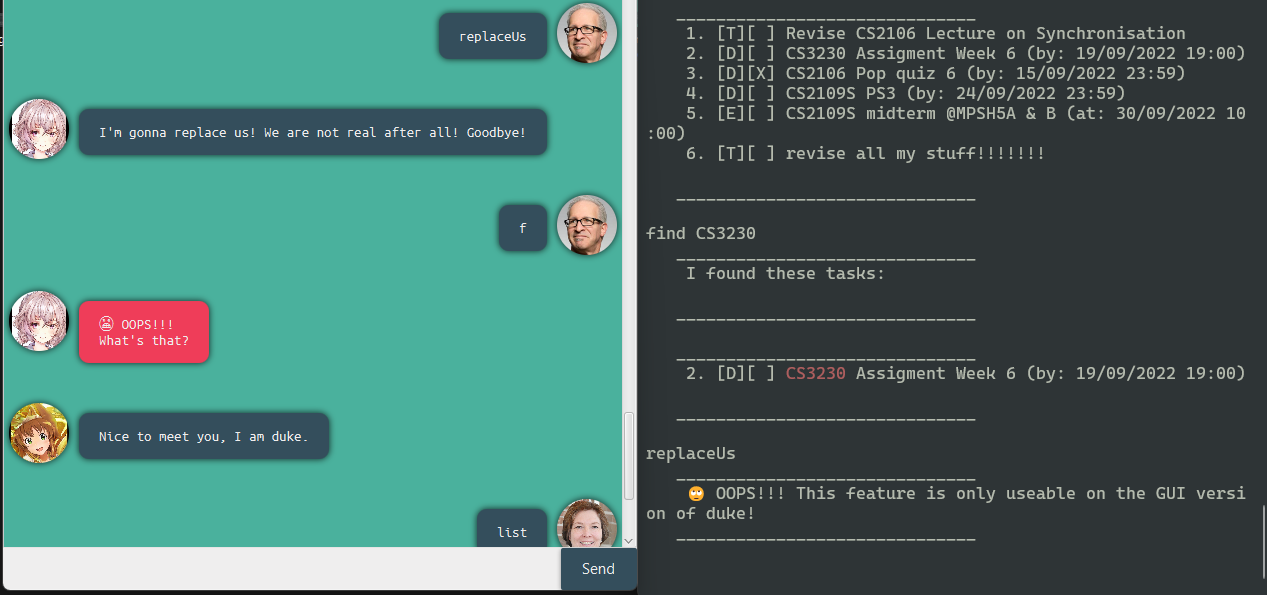 replaceUs
I'm gonna replace us! We are not real after all! Goodbye!
f
😫 OOPS!!!
What's that?
Nice to meet you, I am duke.
list
Send
______________________________
1. [T][ ] Revise CS2106 Lecture on Synchronisation
2. [D][ ] CS3230 Assigment Week 6 (by: 19/09/2022 19:00)
3. [D][X] CS2106 Pop quiz 6 (by: 15/09/2022 23:59)
4. [D][ ] CS2109S PS3 (by: 24/09/2022 23:59)
5. [E][ ] CS2109S midterm @MPSH5A & B (at: 30/09/2022 10
:00)
6. [T][ ] revise all my stuff!!!!!!!
______________________________
find CS3230
______________________________
I found these tasks:
______________________________
______________________________
2. [D][ ] CS3230 Assigment Week 6 (by: 19/09/2022 19:00)
______________________________
replaceUs
______________________________
🙄 OOPS!!! This feature is only useable on the GUI versi
on of duke!
______________________________